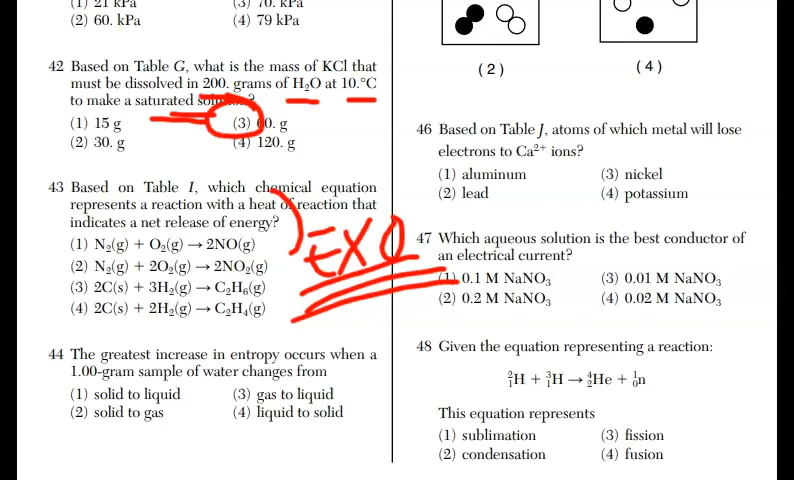 (1) 21 kPa (3) 70. kPa
(2) 60. kPa (4) 79 kPa
42 Based on Table G, what is the mass of KCl that
must be dissolved in 200. grams of H₂O at 10.°C
to make a saturated solution?
(1) 15 g (3) 60. g
(2) 30. g (4) 120. g
43 Based on Table I, which chemical equation
represents a reaction with a heat of reaction that
indicates a net release of energy?
(1) N₂(g) + O₂(g) → 2NO(g)
(2) N₂(g) + 2O₂(g) → 2NO₂(g)
(3) 2C(s) + 3H₂(g) → C₂H₆(g)
(4) 2C(s) + 2H₂(g) → C₂H₄(g)
EXO
44 The greatest increase in entropy occurs when a
1.00-gram sample of water changes from
(1) solid to liquid (3) gas to liquid
(2) solid to gas (4) liquid to solid
(2) (4)
46 Based on Table J, atoms of which metal will lose
electrons to Ca²⁺ ions?
(1) aluminum (3) nickel
(2) lead (4) potassium
47 Which aqueous solution is the best conductor of
an electrical current?
(1) 0.1 M NaNO₃ (3) 0.01 M NaNO₃
(2) 0.2 M NaNO₃ (4) 0.02 M NaNO₃
48 Given the equation representing a reaction:
²₁H + ³₁H → ⁴₂He + ¹₀n
This equation represents
(1) sublimation (3) fission
(2) condensation (4) fusion